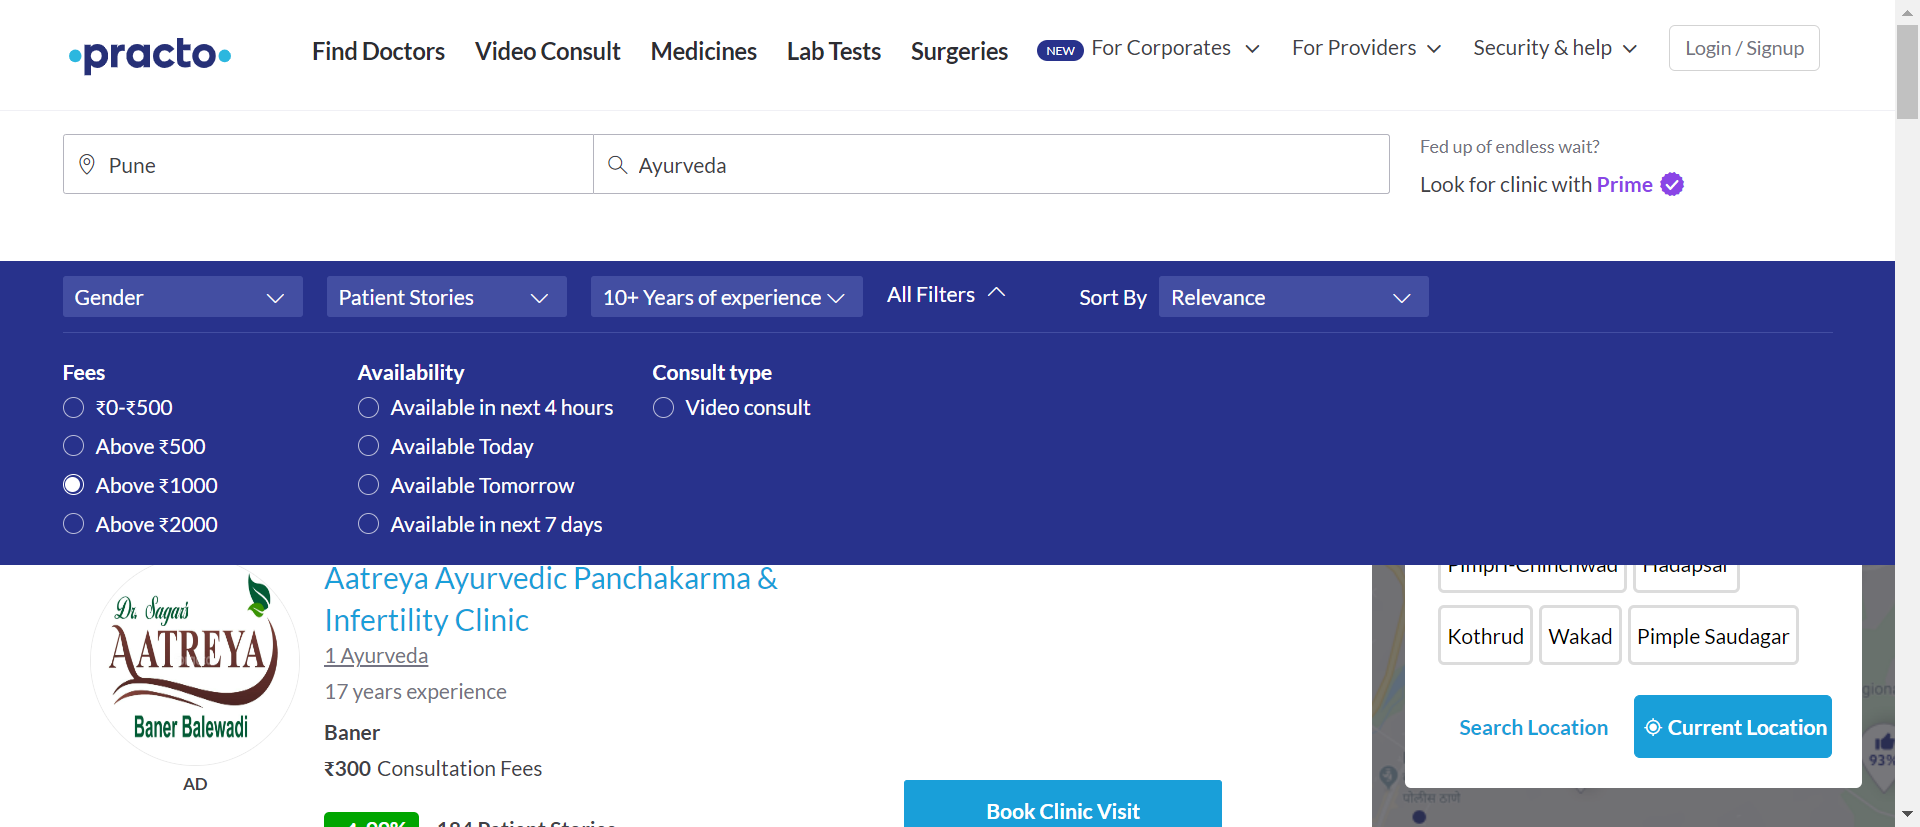 practo
Find Doctors
Video Consult
Medicines
Lab Tests
Surgeries
NEW For Corporates
For Providers
Security & help
Login / Signup
Pune
Ayurveda
Fed up of endless wait?
Look for clinic with Prime
Gender
Patient Stories
10+ Years of experience
All Filters
Sort By
Relevance
Fees
₹0-₹500
Above ₹500
Above ₹1000
Above ₹2000
Availability
Available in next 4 hours
Available Today
Available Tomorrow
Available in next 7 days
Consult type
Video consult
Dr. Sagar's
AATREYA
Baner Balewadi
AD
Aatreya Ayurvedic Panchakarma &
Infertility Clinic
1 Ayurveda
17 years experience
Baner
₹300 Consultation Fees
184 Patient Stories
Book Clinic Visit
Pimpri-Chinchwad
Hadapsar
Kothrud
Wakad
Pimple Saudagar
Search Location
Current Location
93%
पोलीस ठाणे